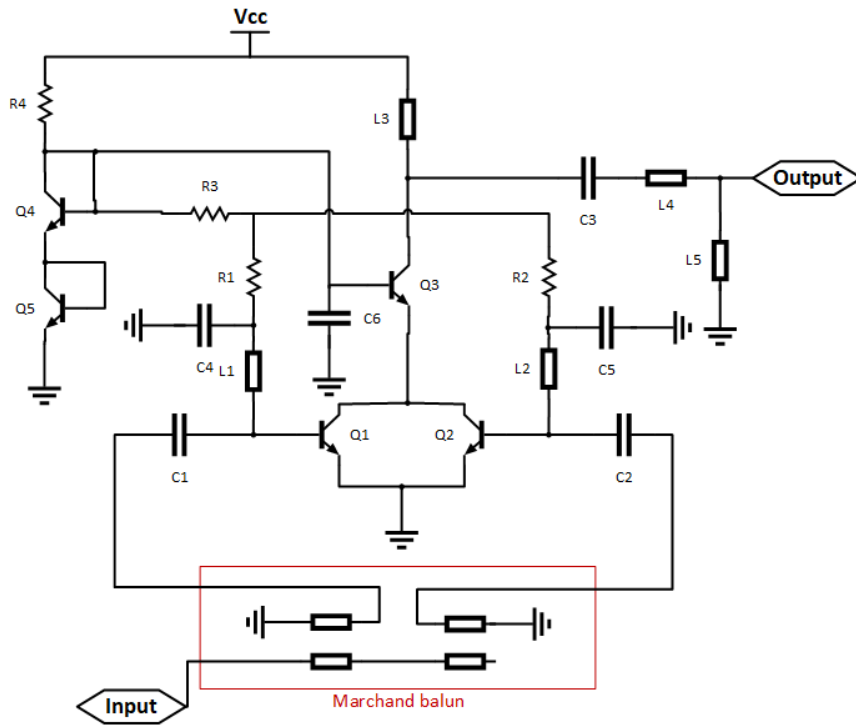 Vcc
R4
L3
R3
Q4
C3
L4
Output
R1
Q3
R2
L5
Q5
C6
C4
L1
L2
C5
Q1
Q2
C1
C2
Input
Marchand balun